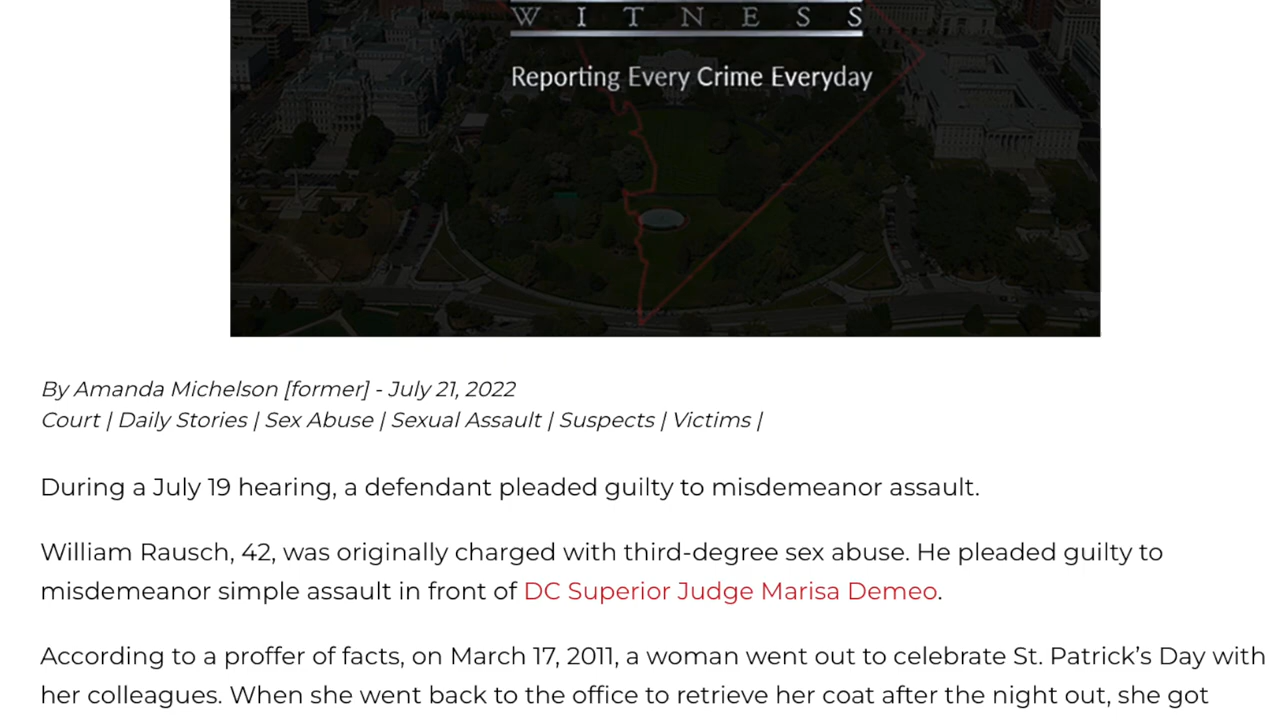 WITNESS
Reporting Every Crime Everyday
By Amanda Michelson [former] - July 21, 2022
Court | Daily Stories | Sex Abuse | Sexual Assault | Suspects | Victims |
During a July 19 hearing, a defendant pleaded guilty to misdemeanor assault.
William Rausch, 42, was originally charged with third-degree sex abuse. He pleaded guilty to
misdemeanor simple assault in front of DC Superior Judge Marisa Demeo.
According to a proffer of facts, on March 17, 2011, a woman went out to celebrate St. Patrick’s Day with
her colleagues. When she went back to the office to retrieve her coat after the night out, she got